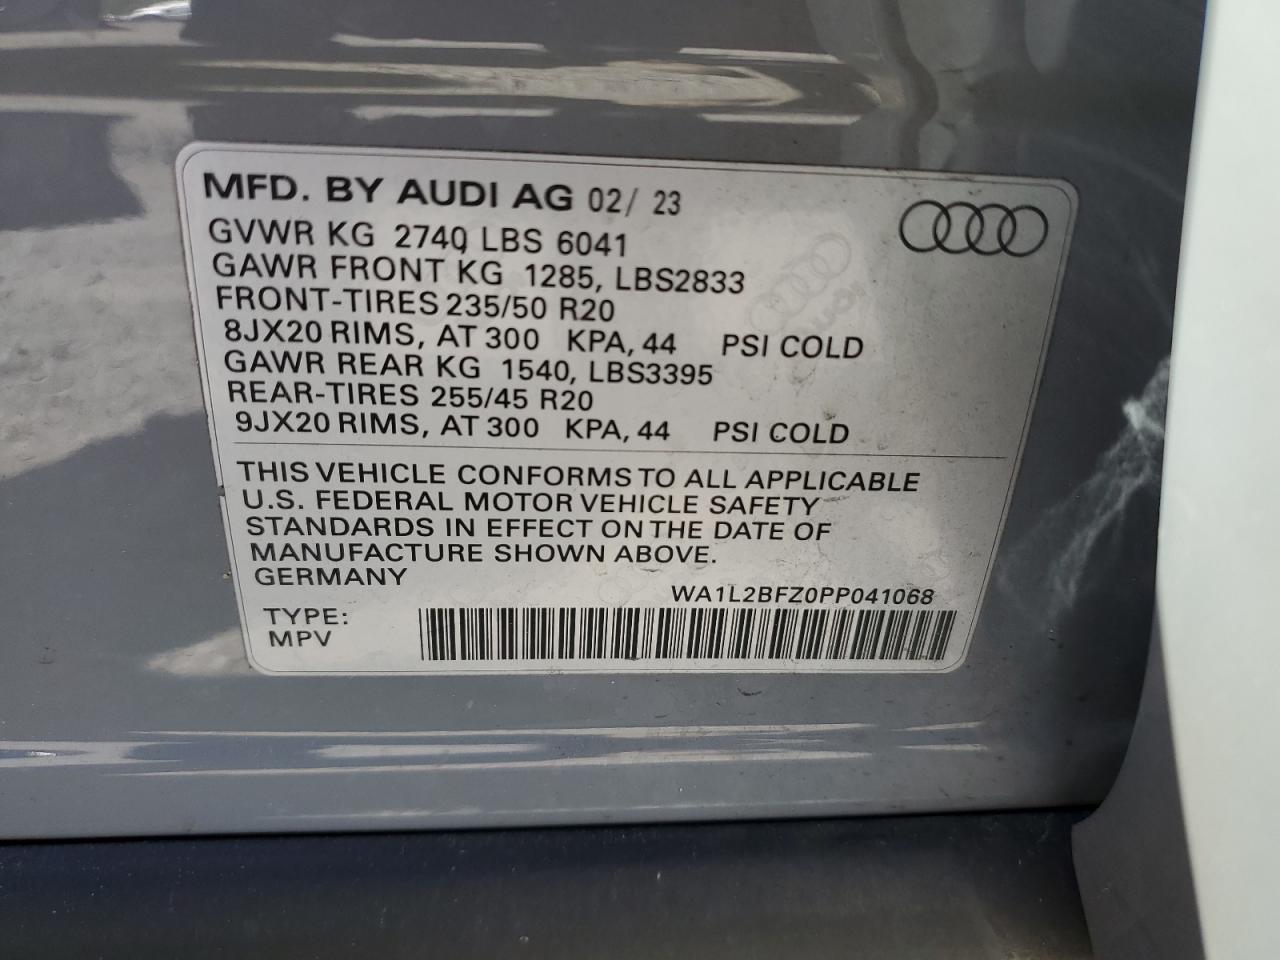 MFD. BY AUDI AG 02/ 23
GVWR KG 2740 LBS 6041
GAWR FRONT KG 1285, LBS2833
FRONT-TIRES 235/50 R20
8JX20 RIMS, AT 300 KPA, 44 PSI COLD
GAWR REAR KG 1540, LBS3395
REAR-TIRES 255/45 R20
9JX20 RIMS, AT 300 KPA, 44 PSI COLD
THIS VEHICLE CONFORMS TO ALL APPLICABLE
U.S. FEDERAL MOTOR VEHICLE SAFETY
STANDARDS IN EFFECT ON THE DATE OF
MANUFACTURE SHOWN ABOVE.
GERMANY
WA1L2BFZ0PP041068
TYPE:
MPV